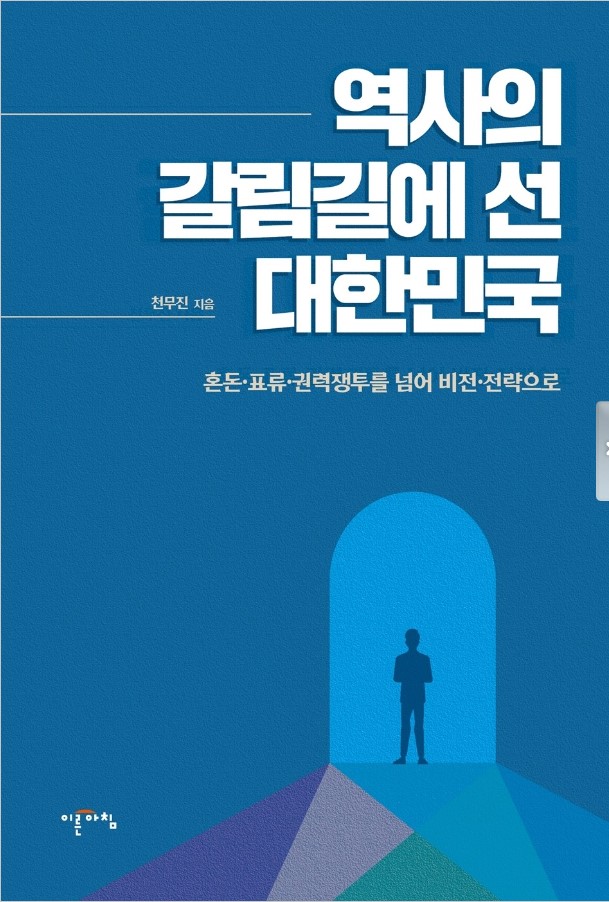 역사의
갈림길에 선
대한민국
천무진 지음
혼돈·표류·권력쟁투를 넘어 비전·전략으로
이른아침